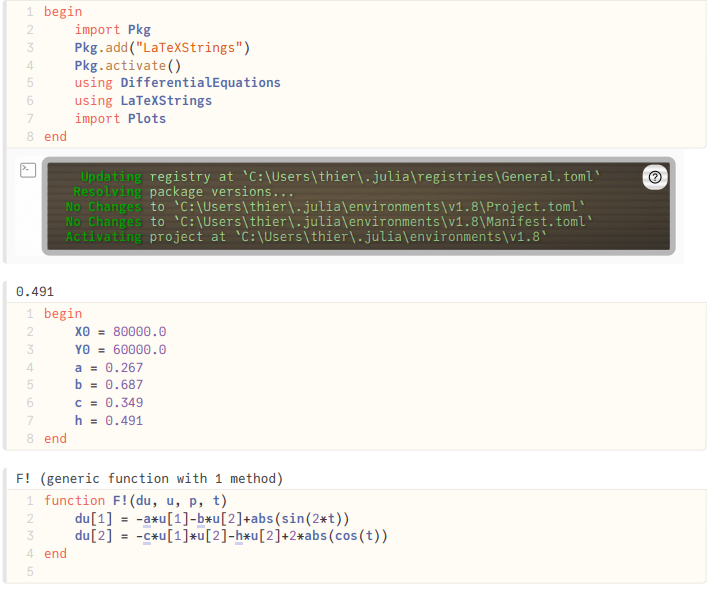 1 begin
2 import Pkg
3 Pkg.add("LaTeXStrings")
4 Pkg.activate()
5 using DifferentialEquations
6 using LaTeXStrings
7 import Plots
8 end
Updating registry at `C:\Users\thier\.julia\registries\General.toml`
Resolving package versions...
No Changes to `C:\Users\thier\.julia\environments\v1.8\Project.toml`
No Changes to `C:\Users\thier\.julia\environments\v1.8\Manifest.toml`
Activating project at `C:\Users\thier\.julia\environments\v1.8`
0.491
1 begin
2 X0 = 80000.0
3 Y0 = 60000.0
4 a = 0.267
5 b = 0.687
6 c = 0.349
7 h = 0.491
8 end
F! (generic function with 1 method)
1 function F!(du, u, p, t)
2 du[1] = -a*u[1]-b*u[2]+abs(sin(2*t))
3 du[2] = -c*u[1]*u[2]-h*u[2]+2*abs(cos(t))
4 end
5